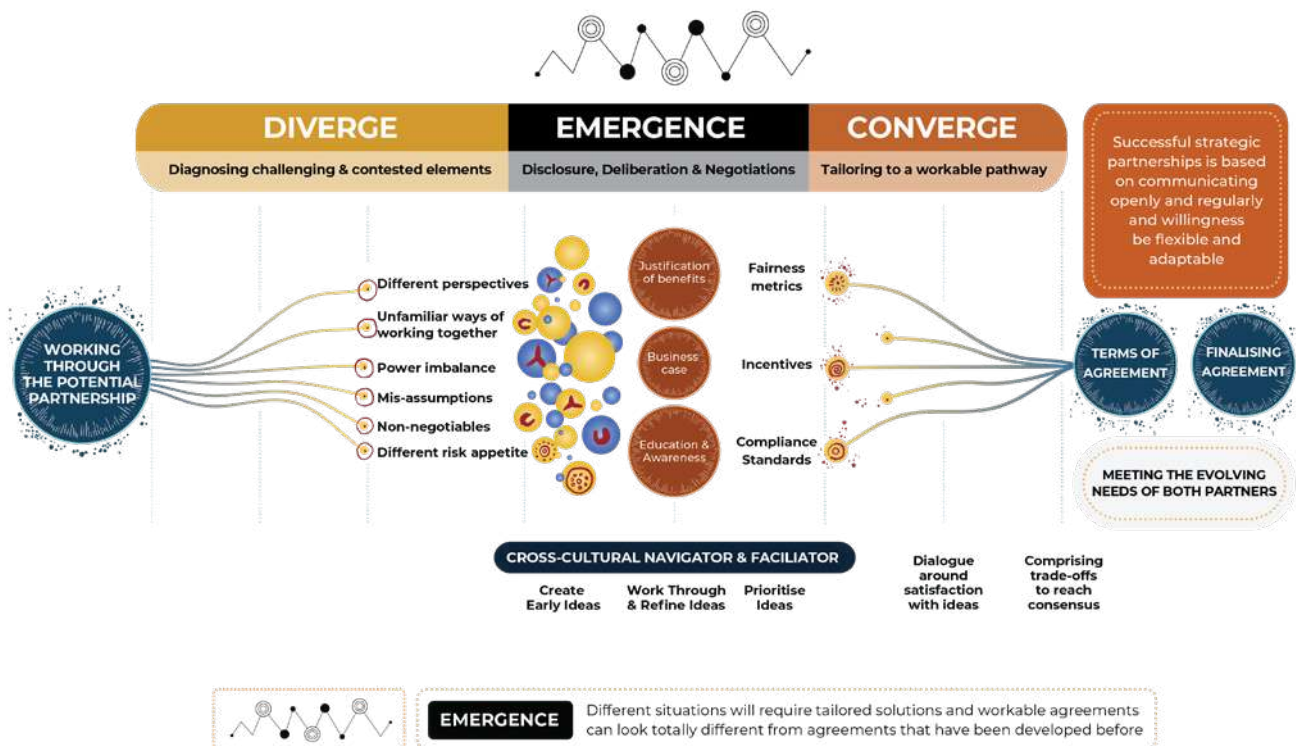 DIVERGE
EMERGENCE
CONVERGE
Diagnosing challenging & contested elements
Disclosure, Deliberation & Negotiations
Tailoring to a workable pathway
Successful strategic
partnerships is based
on communicating
openly and regularly
and willingness
be flexible and
adaptable
WORKING
THROUGH
THE POTENTIAL
PARTNERSHIP
Different perspectives
Unfamiliar ways of
working together
Power imbalance
Mis-assumptions
Non-negotiables
Different risk appetite
Justification
of benefits
Business
case
Education &
Awareness
Fairness
metrics
Incentives
Compliance
Standards
TERMS OF
AGREEMENT
FINALISING
AGREEMENT
MEETING THE EVOLVING
NEEDS OF BOTH PARTNERS
CROSS-CULTURAL NAVIGATOR & FACILIATOR
Create
Early Ideas
Work Through
& Refine Ideas
Prioritise
Ideas
Dialogue
around
satisfaction
with ideas
Comprising
trade-offs
to reach
consensus
EMERGENCE
Different situations will require tailored solutions and workable agreements
can look totally different from agreements that have been developed before